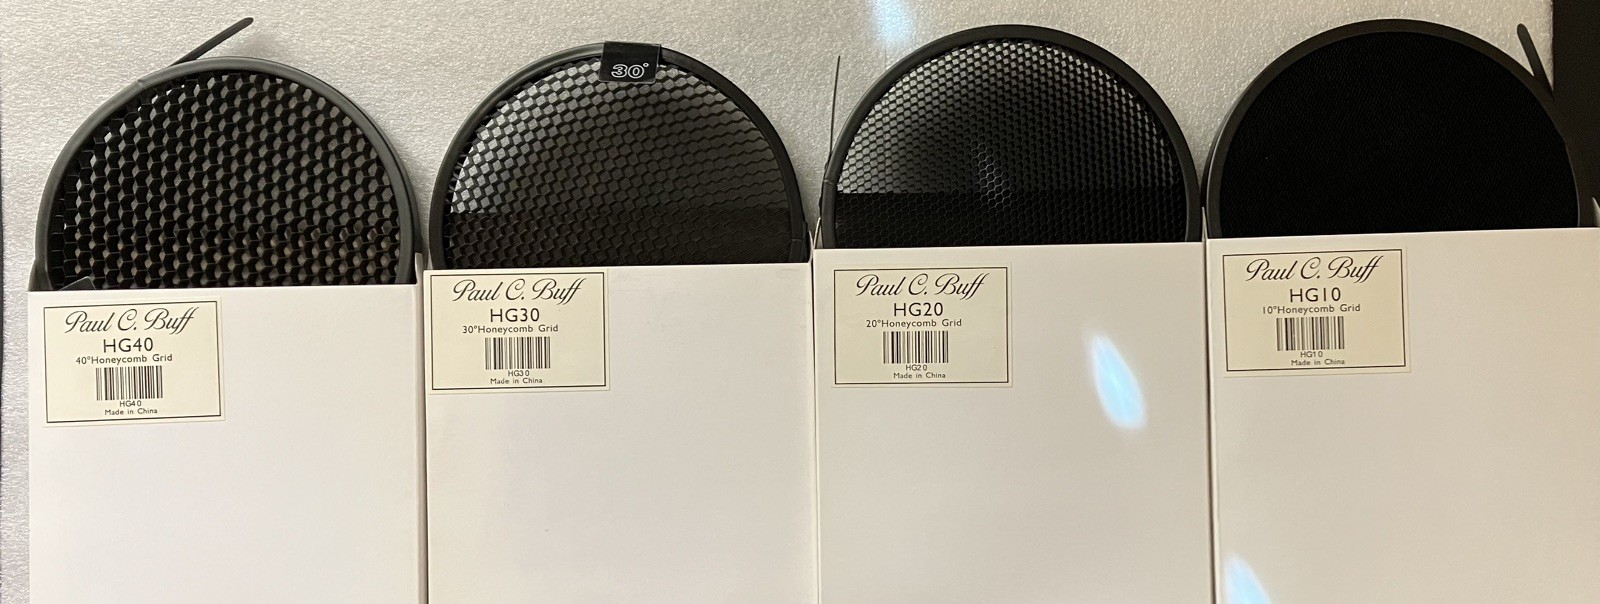 Paul C. Buff
HG40
40°Honeycomb Grid
HG40
Made in China
30°
Paul C. Buff
HG30
30°Honeycomb Grid
HG30
Made in China
Paul C. Buff
HG20
20°Honeycomb Grid
HG20
Made in China
Paul C. Buff
HG10
10°Honeycomb Grid
HG10
Made in China